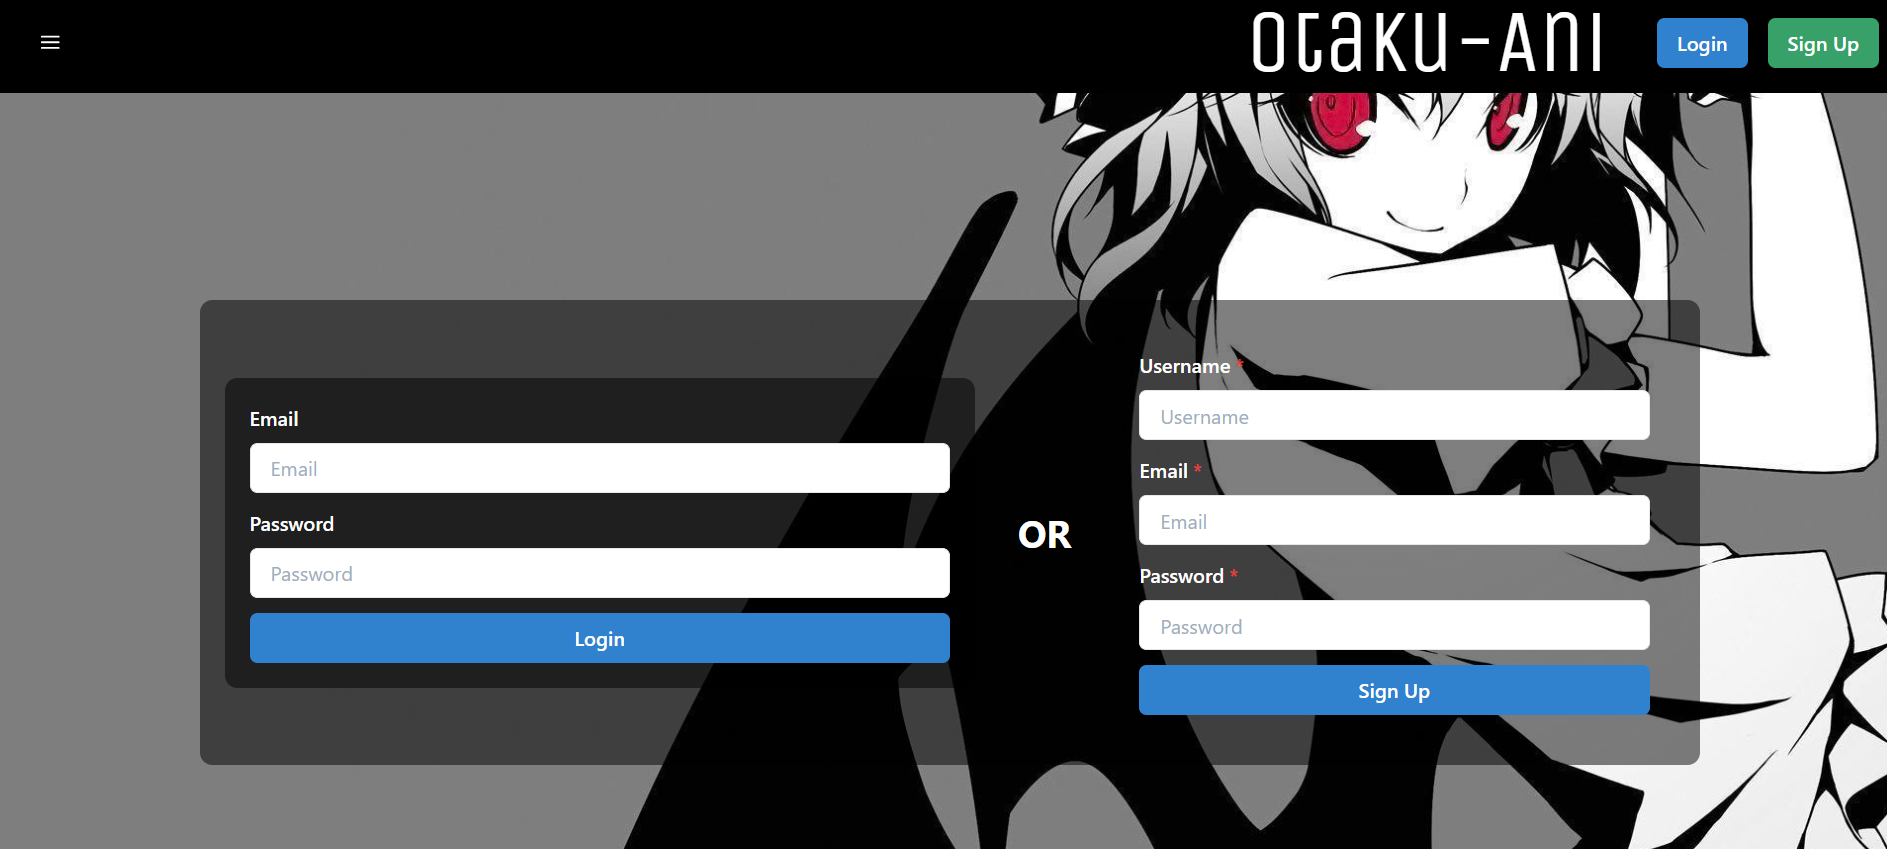 Otaku-Ani
Login
Sign Up
Email
Email
Password
Password
Login
OR
Username *
Username
Email *
Email
Password *
Password
Sign Up